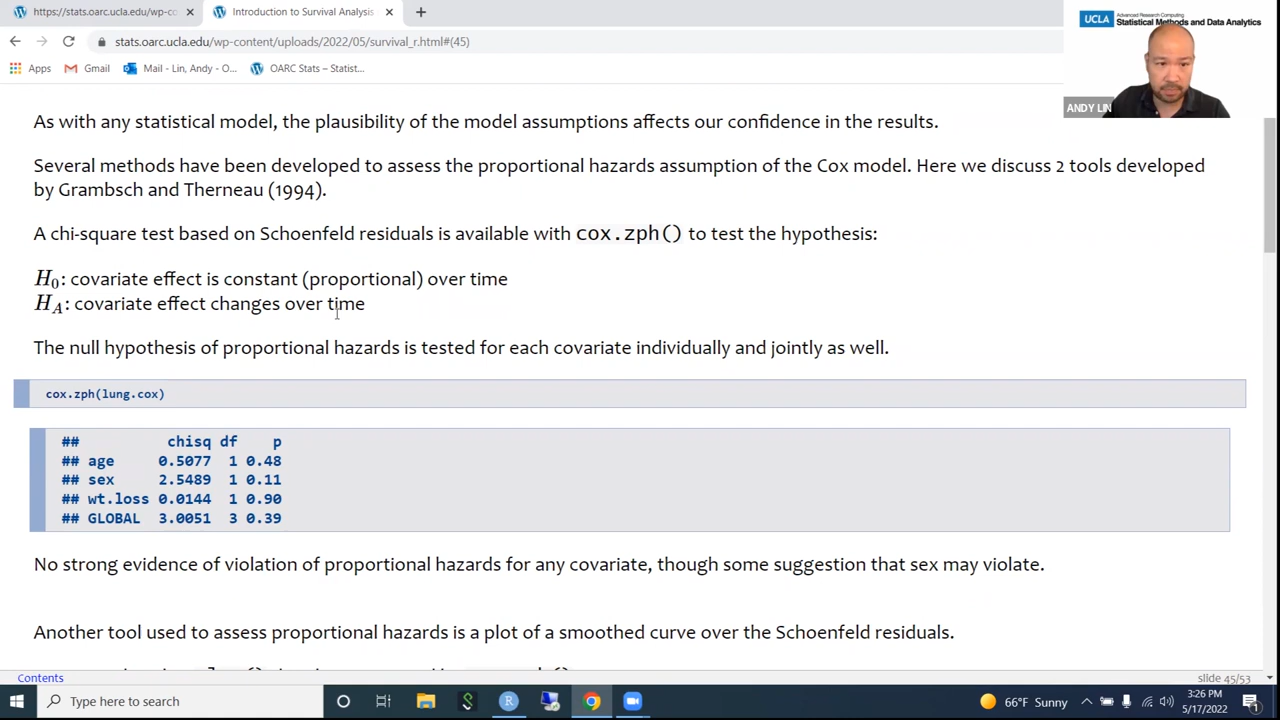 https://stats.oarc.ucla.edu/wp-co
Introduction to Survival Analysis
stats.oarc.ucla.edu/wp-content/uploads/2022/05/survival_r.html#(45)
Apps
Gmail
Mail - Lin, Andy - O...
OARC Stats – Statist...
UCLA
Advanced Research Computing
Statistical Methods and Data Analytics
ANDY LIN
As with any statistical model, the plausibility of the model assumptions affects our confidence in the results.
Several methods have been developed to assess the proportional hazards assumption of the Cox model. Here we discuss 2 tools developed
by Grambsch and Therneau (1994).
A chi-square test based on Schoenfeld residuals is available with cox.zph() to test the hypothesis:
H0: covariate effect is constant (proportional) over time
HA: covariate effect changes over time
The null hypothesis of proportional hazards is tested for each covariate individually and jointly as well.
cox.zph(lung.cox)
## chisq df p
## age 0.5077 1 0.48
## sex 2.5489 1 0.11
## wt.loss 0.0144 1 0.90
## GLOBAL 3.0051 3 0.39
No strong evidence of violation of proportional hazards for any covariate, though some suggestion that sex may violate.
Another tool used to assess proportional hazards is a plot of a smoothed curve over the Schoenfeld residuals.
Contents
slide 45/53
Type here to search
66°F Sunny
3:26 PM
5/17/2022